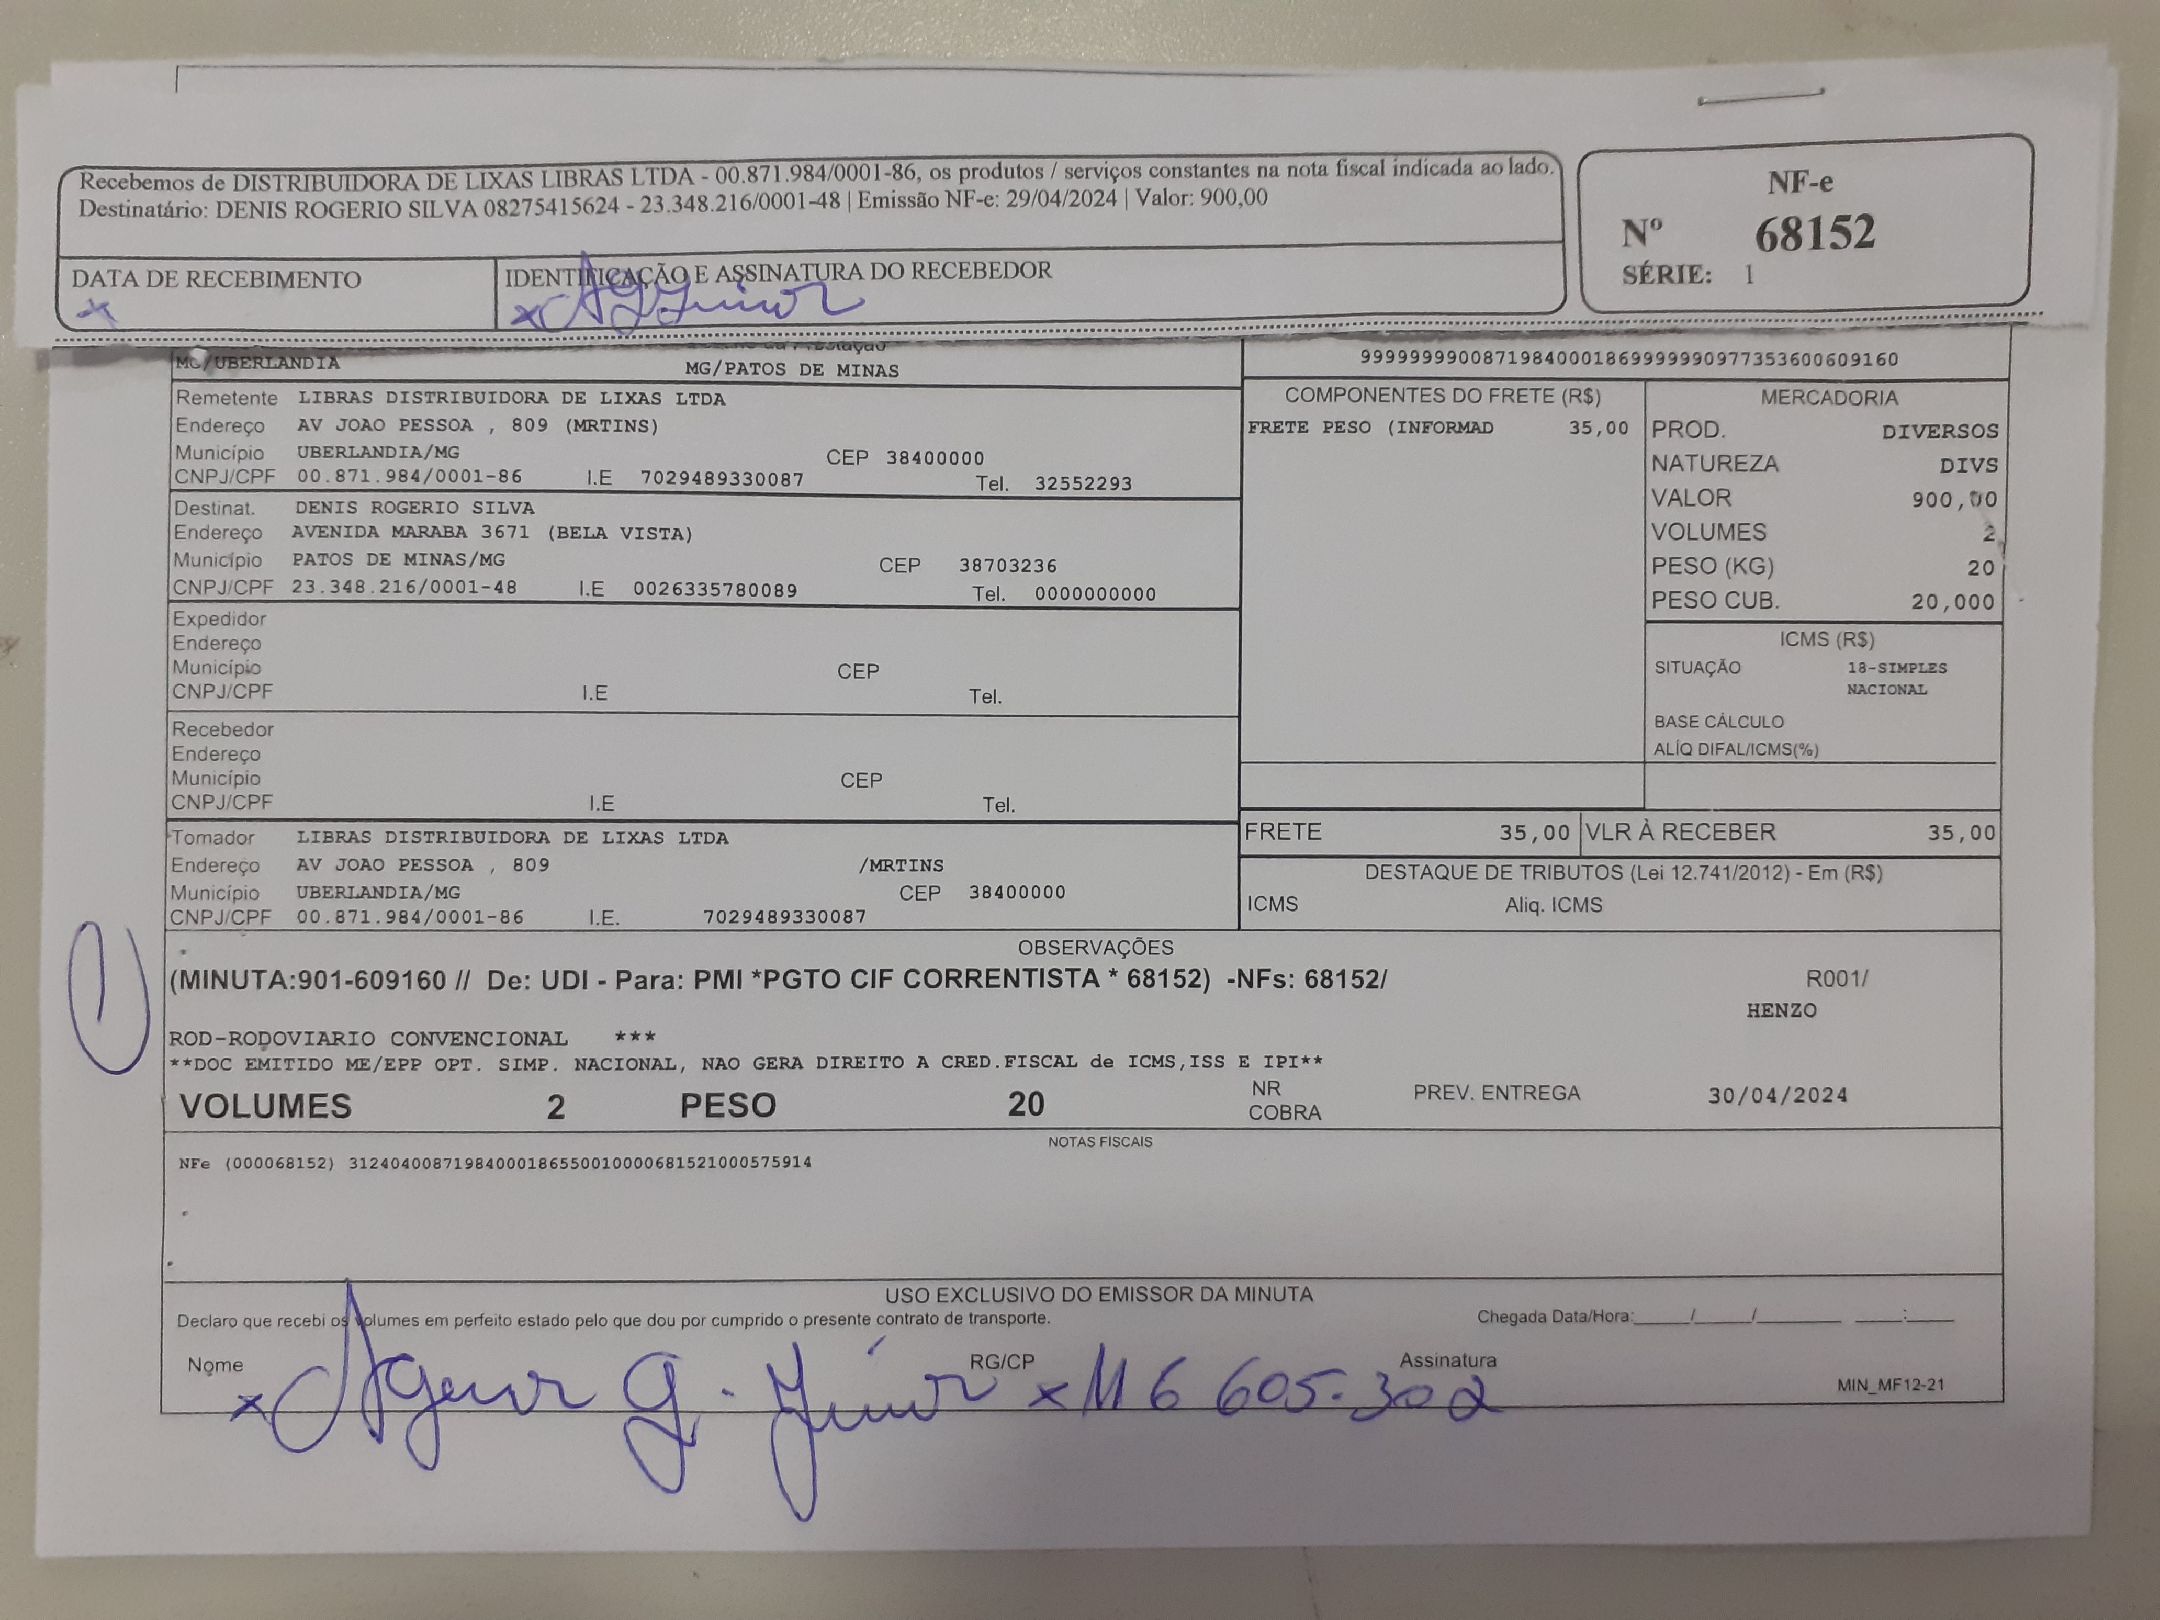 Recebemos de DISTRIBUIDORA DE LIXAS LIBRAS LTDA - 00.871.984/0001-86, os produtos / serviços constantes na nota fiscal indicada ao lado.
Destinatário: DENIS ROGERIO SILVA 08275415624 - 23.348.216/0001-48 | Emissão NF-e: 29/04/2024 | Valor: 900,00
NF-e
Nº 68152
SÉRIE: 1
DATA DE RECEBIMENTO
IDENTIFICAÇÃO E ASSINATURA DO RECEBEDOR
x
x AgJunior
MG/UBERLANDIA
MG/PATOS DE MINAS
Remetente LIBRAS DISTRIBUIDORA DE LIXAS LTDA
Endereço AV JOAO PESSOA , 809 (MRTINS)
Município UBERLANDIA/MG CEP 38400000
CNPJ/CPF 00.871.984/0001-86 I.E 7029489330087 Tel. 32552293
Destinat. DENIS ROGERIO SILVA
Endereço AVENIDA MARABA 3671 (BELA VISTA)
Município PATOS DE MINAS/MG CEP 38703236
CNPJ/CPF 23.348.216/0001-48 I.E 0026335780089 Tel. 0000000000
Expedidor
Endereço
Município CEP
CNPJ/CPF I.E Tel.
Recebedor
Endereço
Município CEP
CNPJ/CPF I.E Tel.
Tomador LIBRAS DISTRIBUIDORA DE LIXAS LTDA
Endereço AV JOAO PESSOA , 809 /MRTINS
Município UBERLANDIA/MG CEP 38400000
CNPJ/CPF 00.871.984/0001-86 I.E. 7029489330087
99999999008719840001869999990977353600609160
COMPONENTES DO FRETE (R$)
FRETE PESO (INFORMAD 35,00
MERCADORIA
PROD. DIVERSOS
NATUREZA DIVS
VALOR 900,00
VOLUMES 2
PESO (KG) 20
PESO CUB. 20,000
ICMS (R$)
SITUAÇÃO 18-SIMPLES
NACIONAL
BASE CÁLCULO
ALÍQ DIFAL/ICMS(%)
FRETE 35,00 VLR À RECEBER 35,00
DESTAQUE DE TRIBUTOS (Lei 12.741/2012) - Em (R$)
ICMS Aliq. ICMS
OBSERVAÇÕES
(MINUTA:901-609160 // De: UDI - Para: PMI *PGTO CIF CORRENTISTA * 68152) -NFs: 68152/ R001/
HENZO
ROD-RODOVIARIO CONVENCIONAL ***
**DOC EMITIDO ME/EPP OPT. SIMP. NACIONAL, NAO GERA DIREITO A CRED.FISCAL de ICMS,ISS E IPI**
VOLUMES 2 PESO 20 NR COBRA PREV. ENTREGA 30/04/2024
NOTAS FISCAIS
NFe (000068152) 31240400871984000186550010000681521000575914
USO EXCLUSIVO DO EMISSOR DA MINUTA
Declaro que recebi os volumes em perfeito estado pelo que dou por cumprido o presente contrato de transporte. Chegada Data/Hora:____/____/______ ____:____
Nome RG/CP Assinatura
x Agenor G. Júnior x M6 605.302
MIN_MF12-21